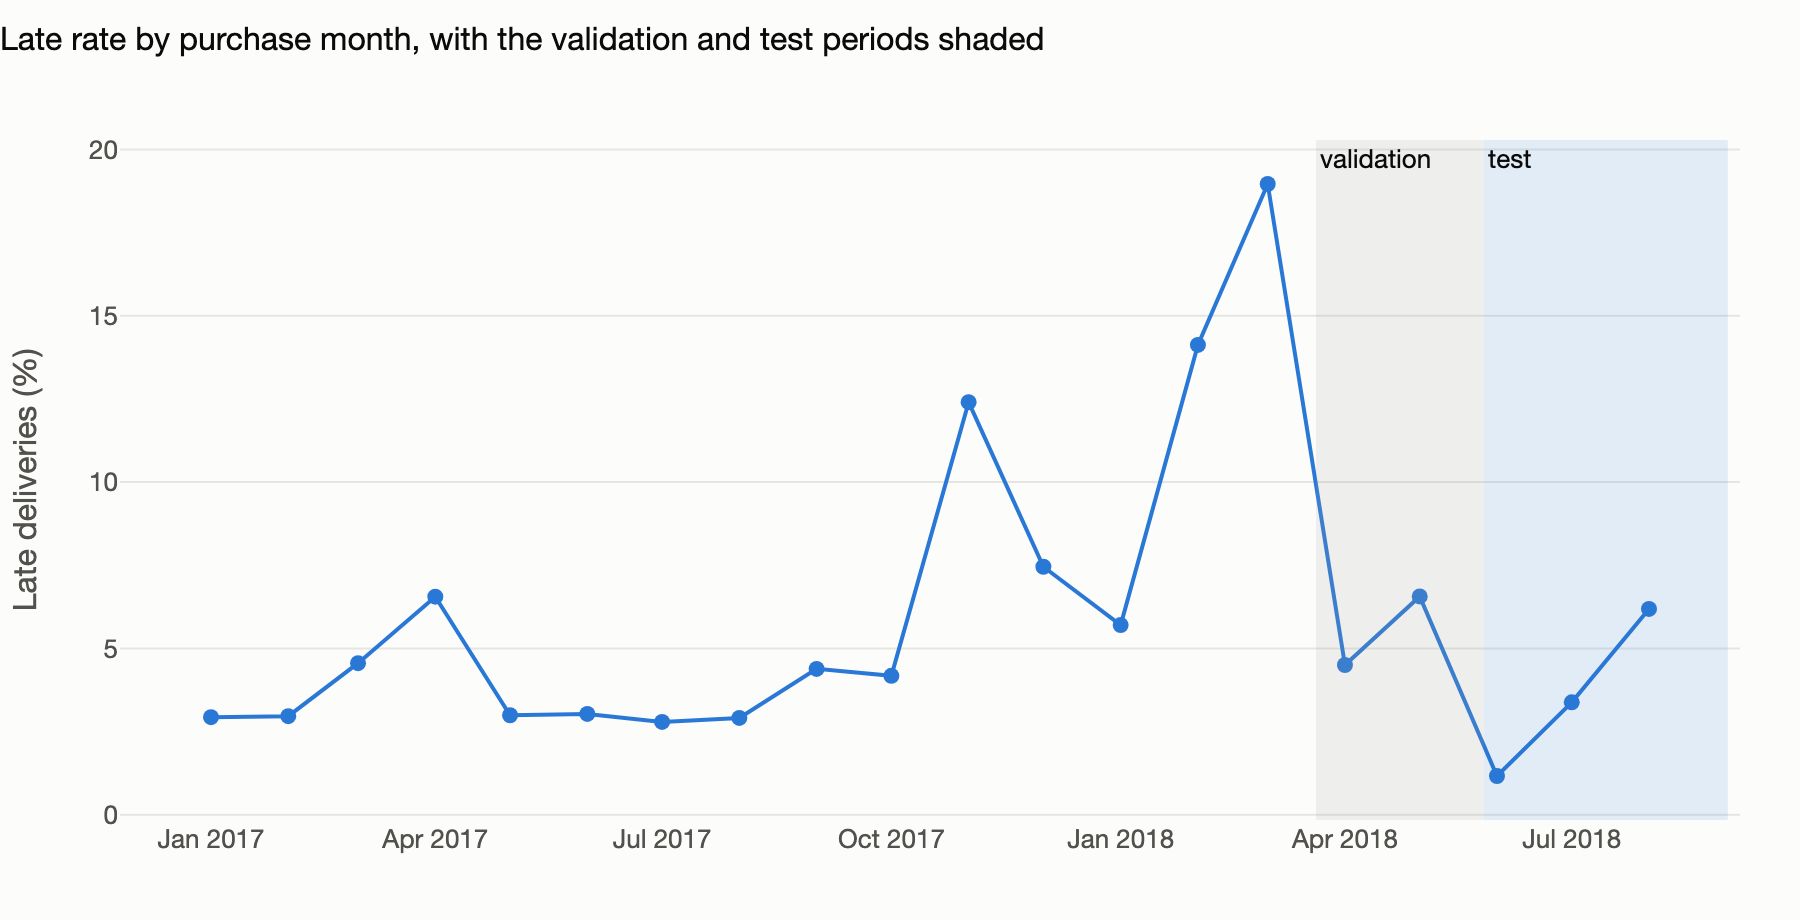 Late rate by purchase month, with the validation and test periods shaded
Late deliveries (%)
20
15
10
5
0
validation
test
Jan 2017
Apr 2017
Jul 2017
Oct 2017
Jan 2018
Apr 2018
Jul 2018